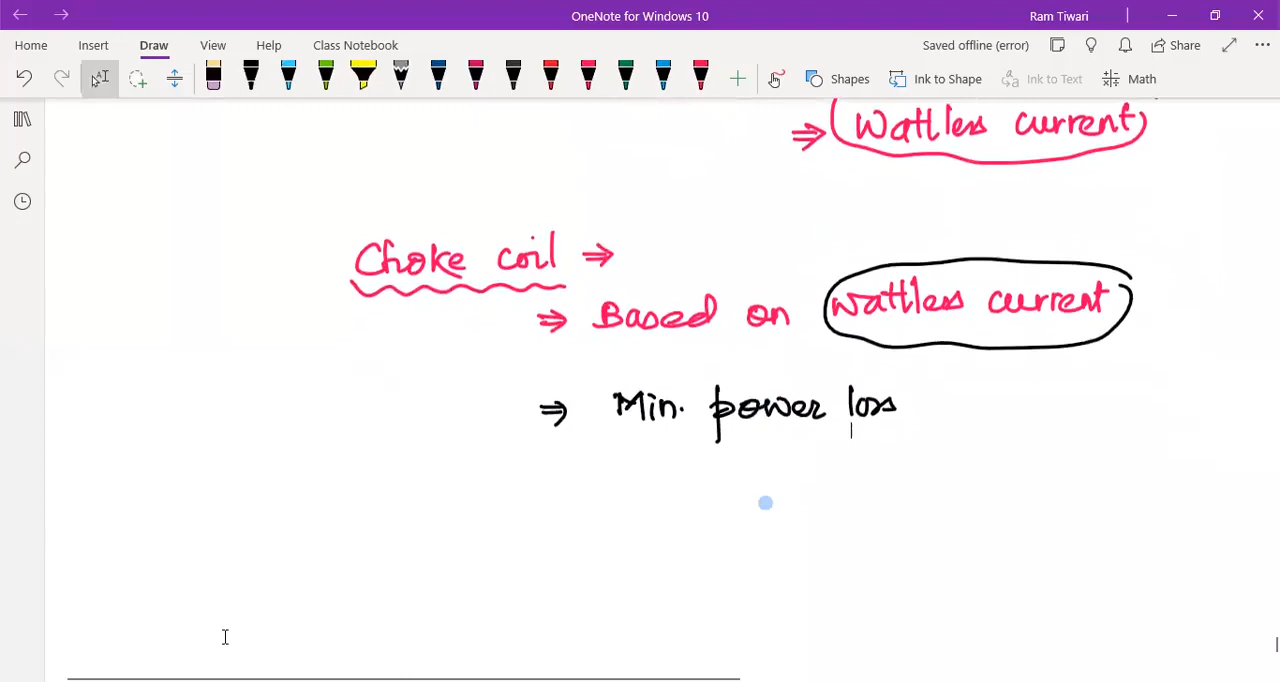 OneNote for Windows 10
Ram Tiwari
Home Insert Draw View Help Class Notebook
Saved offline (error) Share
Shapes Ink to Shape Ink to Text Math
⇒ Wattless current
Choke coil ⇒
⇒ Based on wattless current
⇒ Min. power loss